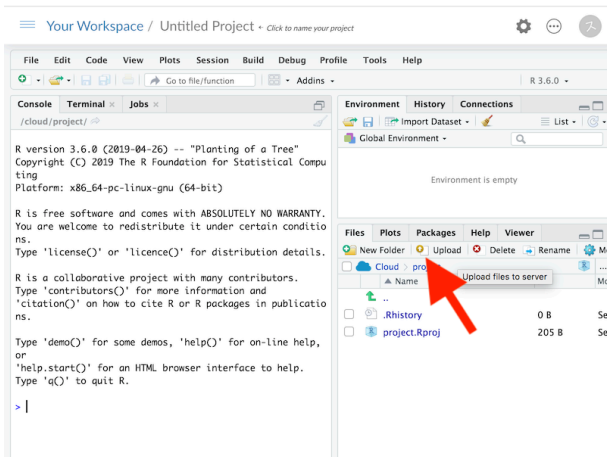 Your Workspace / Untitled Project Click to name your project
ス
File Edit Code View Plots Session Build Debug Profile Tools Help
Go to file/function Addins R 3.6.0
Console Terminal Jobs
/cloud/project/
R version 3.6.0 (2019-04-26) -- "Planting of a Tree"
Copyright (C) 2019 The R Foundation for Statistical Compu
ting
Platform: x86_64-pc-linux-gnu (64-bit)
R is free software and comes with ABSOLUTELY NO WARRANTY.
You are welcome to redistribute it under certain conditio
ns.
Type 'license()' or 'licence()' for distribution details.
R is a collaborative project with many contributors.
Type 'contributors()' for more information and
'citation()' on how to cite R or R packages in publicatio
ns.
Type 'demo()' for some demos, 'help()' for on-line help,
or
'help.start()' for an HTML browser interface to help.
Type 'q()' to quit R.
>
Environment History Connections
Import Dataset List
Global Environment
Environment is empty
Files Plots Packages Help Viewer
New Folder Upload Delete Rename M
Cloud proj ...
Upload files to server
Name Mo
..
.Rhistory 0 B Se
project.Rproj 205 B Se